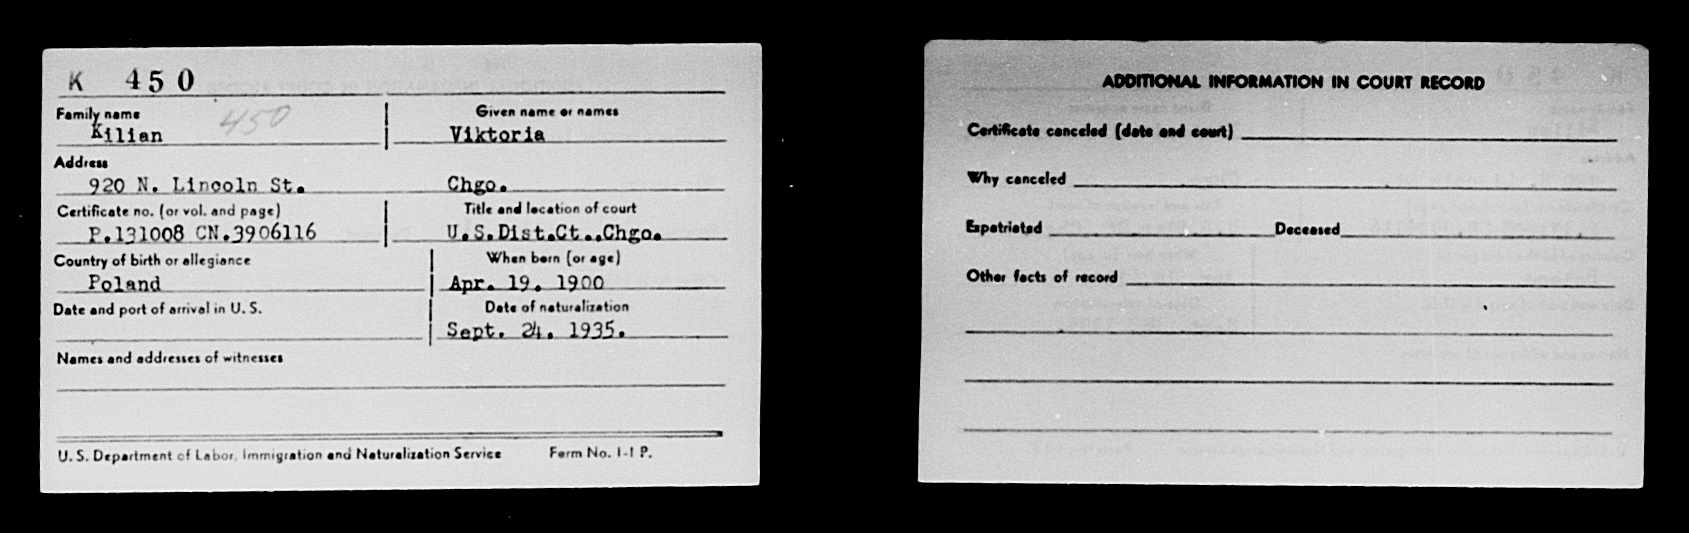 K 450
Family name
Given name or names
450
Kilian
Viktoria
Address
920 N. Lincoln St. Chgo.
Certificate no. (or vol. and page)
Title and location of court
P.131008 CN.3906116
U.S.Dist.Ct.,Chgo.
Country of birth or allegiance
When born (or age)
Poland
Apr. 19, 1900
Date and port of arrival in U. S.
Date of naturalization
Sept. 24, 1935.
Names and addresses of witnesses
U. S. Department of Labor, Immigration and Naturalization Service Form No. 1-I P.
ADDITIONAL INFORMATION IN COURT RECORD
Certificate canceled (date and court)
Why canceled
Expatriated Deceased
Other facts of record